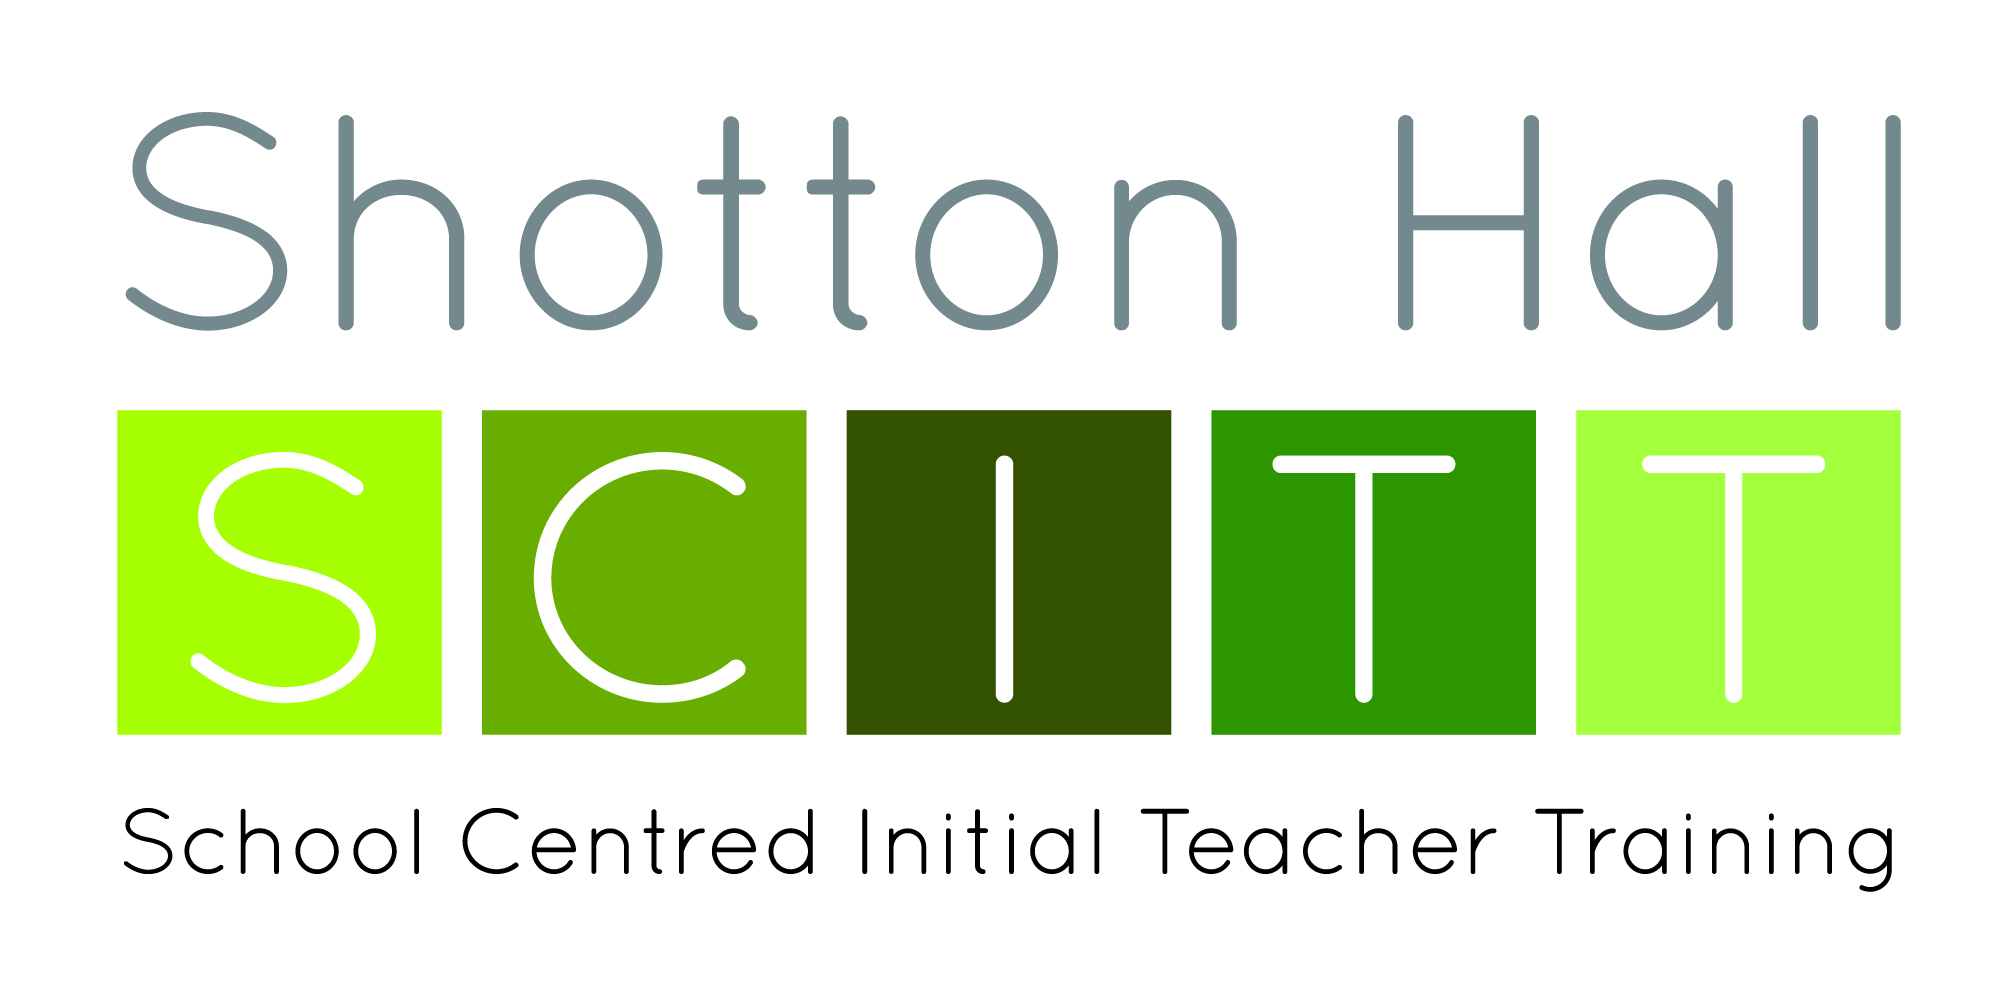 Shotton Hall
SCITT
School Centred Initial Teacher Training